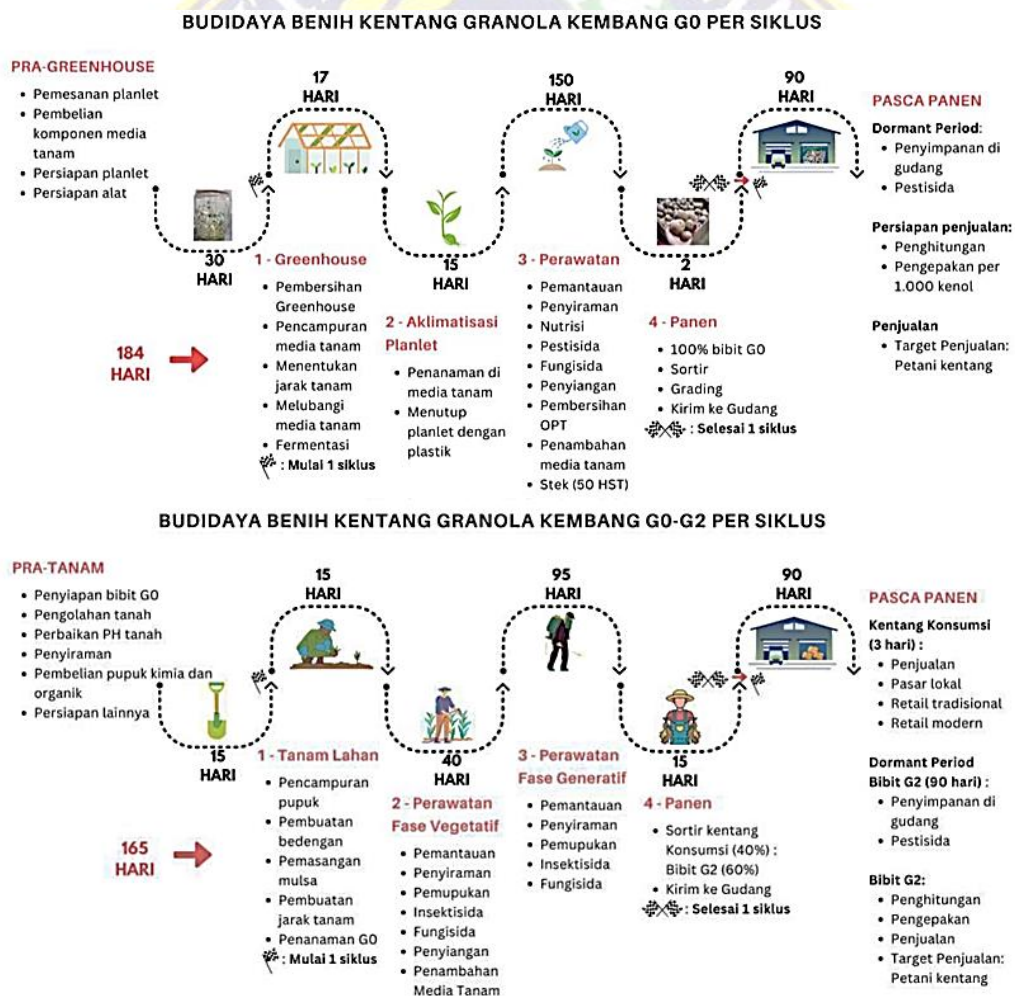 BUDIDAYA BENIH KENTANG GRANOLA KEMBANG G0 PER SIKLUS
PRA-GREENHOUSE
• Pemesanan planlet
• Pembelian
komponen media
tanam
• Persiapan planlet
• Persiapan alat
30
HARI
17
HARI
1 - Greenhouse
• Pembersihan
Greenhouse
• Pencampuran
media tanam
• Menentukan
jarak tanam
• Melubangi
media tanam
• Fermentasi
: Mulai 1 siklus
15
HARI
2 - Aklimatisasi
Planlet
• Penanaman di
media tanam
• Menutup
planlet dengan
plastik
150
HARI
3 - Perawatan
• Pemantauan
• Penyiraman
• Nutrisi
• Pestisida
• Fungisida
• Penyiangan
• Pembersihan
OPT
• Penambahan
media tanam
• Stek (50 HST)
2
HARI
4 - Panen
• 100% bibit G0
• Sortir
• Grading
• Kirim ke Gudang
: Selesai 1 siklus
90
HARI
PASCA PANEN
Dormant Period:
• Penyimpanan di
gudang
• Pestisida
Persiapan penjualan:
• Penghitungan
• Pengepakan per
1.000 kenol
Penjualan
• Target Penjualan:
Petani kentang
184
HARI
BUDIDAYA BENIH KENTANG GRANOLA KEMBANG G0-G2 PER SIKLUS
PRA-TANAM
• Penyiapan bibit G0
• Pengolahan tanah
• Perbaikan PH tanah
• Penyiraman
• Pembelian pupuk kimia dan
organik
• Persiapan lainnya
15
HARI
15
HARI
1 - Tanam Lahan
• Pencampuran
pupuk
• Pembuatan
bedengan
• Pemasangan
mulsa
• Pembuatan
jarak tanam
• Penanaman G0
: Mulai 1 siklus
40
HARI
2 - Perawatan
Fase Vegetatif
• Pemantauan
• Penyiraman
• Pemupukan
• Insektisida
• Fungisida
• Penyiangan
• Penambahan
Media Tanam
95
HARI
3 - Perawatan
Fase Generatif
• Pemantauan
• Penyiraman
• Pemupukan
• Insektisida
• Fungisida
15
HARI
4 - Panen
• Sortir kentang
Konsumsi (40%) :
Bibit G2 (60%)
• Kirim ke Gudang
: Selesai 1 siklus
90
HARI
PASCA PANEN
Kentang Konsumsi
(3 hari) :
• Penjualan
• Pasar lokal
• Retail tradisional
• Retail modern
Dormant Period
Bibit G2 (90 hari) :
• Penyimpanan di
gudang
• Pestisida
Bibit G2:
• Penghitungan
• Pengepakan
• Penjualan
• Target Penjualan:
Petani kentang
165
HARI